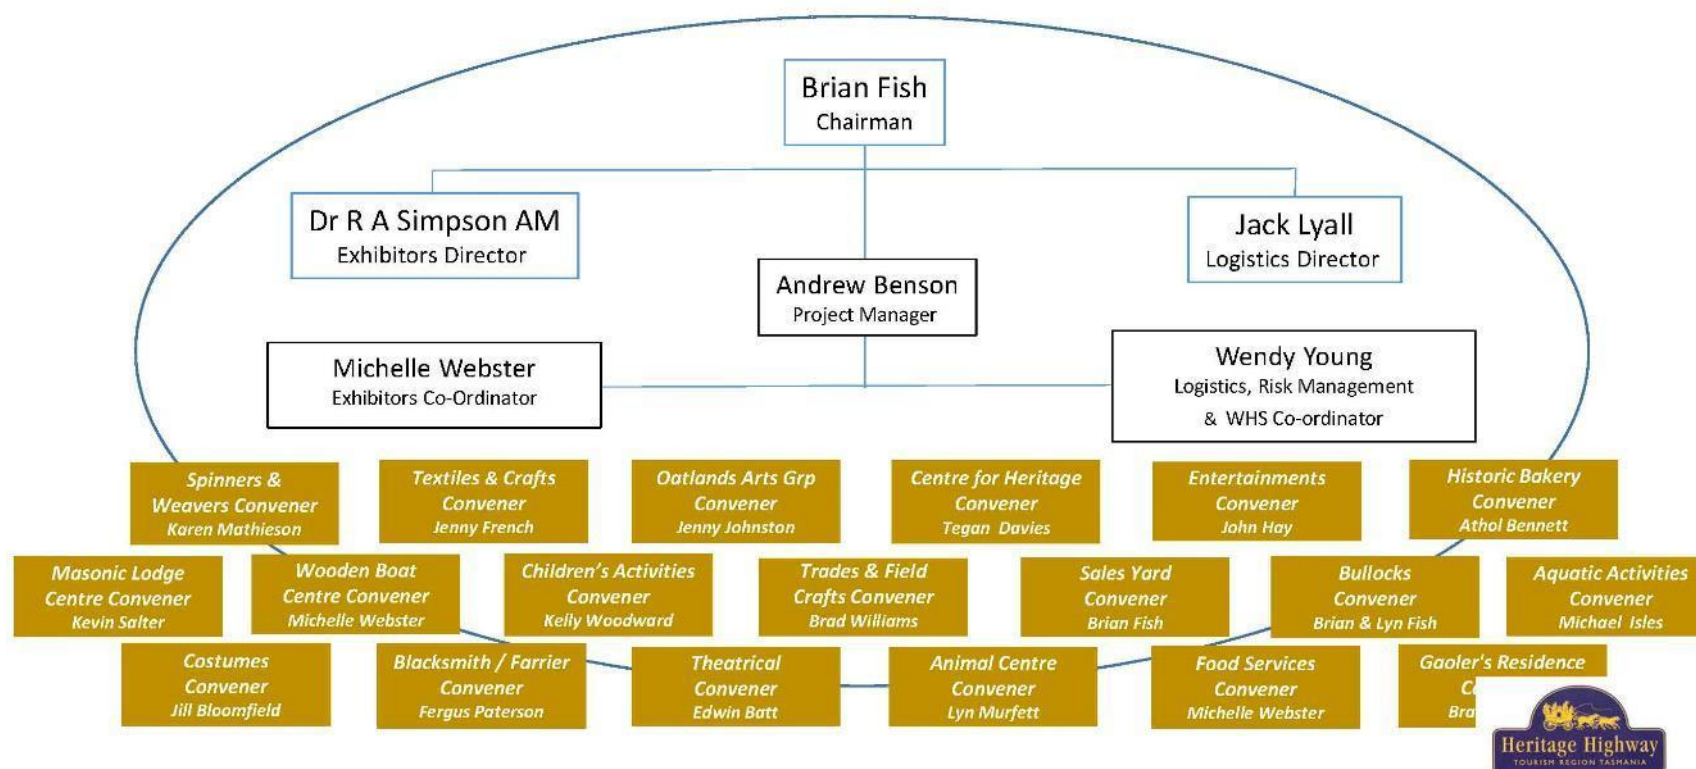 Brian Fish
Chairman
Dr R A Simpson AM
Exhibitors Director
Jack Lyall
Logistics Director
Andrew Benson
Project Manager
Michelle Webster
Exhibitors Co-Ordinator
Wendy Young
Logistics, Risk Management
& WHS Co-ordinator
Spinners &
Weavers Convener
Karen Mathieson
Textiles & Crafts
Convener
Jenny French
Oatlands Arts Grp
Convener
Jenny Johnston
Centre for Heritage
Convener
Tegan Davies
Entertainments
Convener
John Hay
Historic Bakery
Convener
Athol Bennett
Masonic Lodge
Centre Convener
Kevin Salter
Wooden Boat
Centre Convener
Michelle Webster
Children's Activities
Convener
Kelly Woodward
Trades & Field
Crafts Convener
Brad Williams
Sales Yard
Convener
Brian Fish
Bullocks
Convener
Brian & Lyn Fish
Aquatic Activities
Convener
Michael Isles
Costumes
Convener
Jill Bloomfield
Blacksmith / Farrier
Convener
Fergus Paterson
Theatrical
Convener
Edwin Batt
Animal Centre
Convener
Lyn Murfett
Food Services
Convener
Michelle Webster
Gaoler's Residence
Heritage Highway
TOURISM REGION TASMANIA